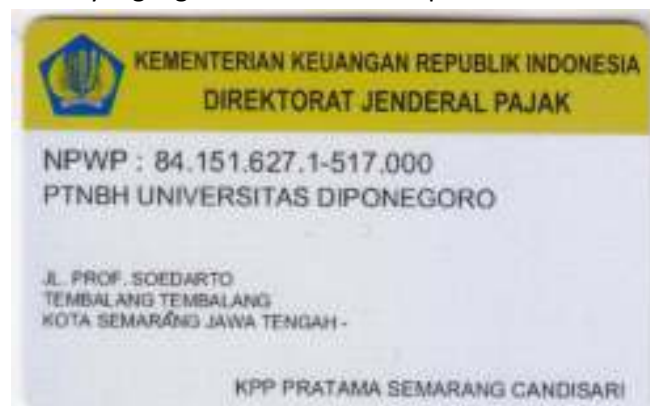 KEMENTERIAN KEUANGAN REPUBLIK INDONESIA
DIREKTORAT JENDERAL PAJAK
NPWP : 84.151.627.1-517.000
PTNBH UNIVERSITAS DIPONEGORO
JL. PROF. SOEDARTO
TEMBALANG TEMBALANG
KOTA SEMARANG JAWA TENGAH -
KPP PRATAMA SEMARANG CANDISARI